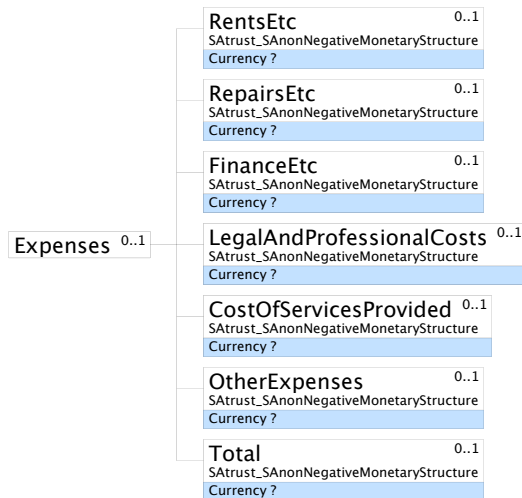 RentsEtc 0..1
SAtrust_SAnonNegativeMonetaryStructure
Currency ?
RepairsEtc 0..1
SAtrust_SAnonNegativeMonetaryStructure
Currency ?
FinanceEtc 0..1
SAtrust_SAnonNegativeMonetaryStructure
Currency ?
Expenses 0..1
LegalAndProfessionalCosts 0..1
SAtrust_SAnonNegativeMonetaryStructure
Currency ?
CostOfServicesProvided 0..1
SAtrust_SAnonNegativeMonetaryStructure
Currency ?
OtherExpenses 0..1
SAtrust_SAnonNegativeMonetaryStructure
Currency ?
Total 0..1
SAtrust_SAnonNegativeMonetaryStructure
Currency ?